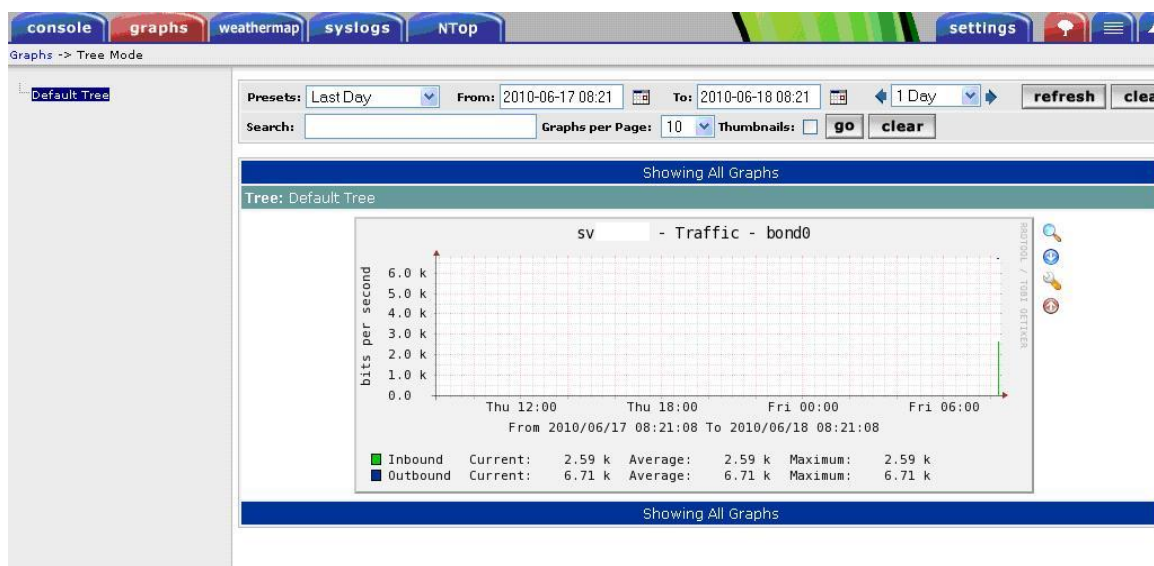 console graphs weathermap syslogs NTop settings
Graphs -> Tree Mode
Default Tree
Presets: Last Day From: 2010-06-17 08:21 To: 2010-06-18 08:21 1 Day refresh clea
Search: Graphs per Page: 10 Thumbnails: go clear
Showing All Graphs
Tree: Default Tree
sv - Traffic - bond0
RRDTOOL / TOBI OETIKER
bits per second
6.0 k
5.0 k
4.0 k
3.0 k
2.0 k
1.0 k
0.0
Thu 12:00 Thu 18:00 Fri 00:00 Fri 06:00
From 2010/06/17 08:21:08 To 2010/06/18 08:21:08
Inbound Current: 2.59 k Average: 2.59 k Maximum: 2.59 k
Outbound Current: 6.71 k Average: 6.71 k Maximum: 6.71 k
Showing All Graphs